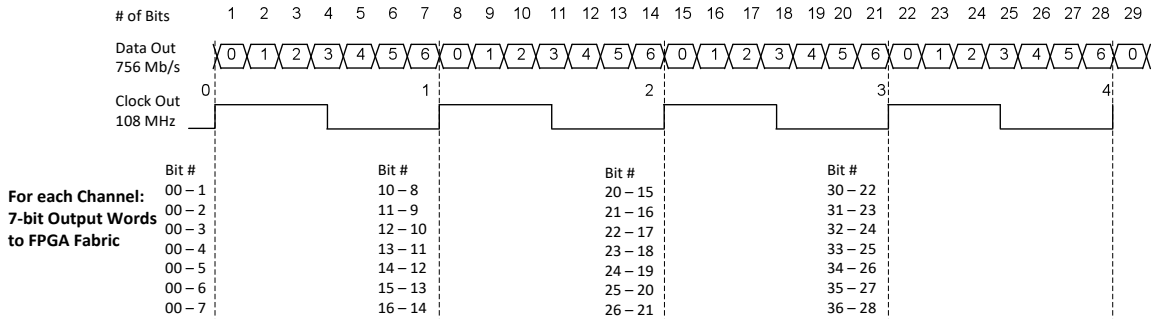 # of Bits 1 2 3 4 5 6 7 8 9 10 11 12 13 14 15 16 17 18 19 20 21 22 23 24 25 26 27 28 29
Data Out 0 1 2 3 4 5 6 0 1 2 3 4 5 6 0 1 2 3 4 5 6 0 1 2 3 4 5 6 0
756 Mb/s
0 1 2 3 4
Clock Out
108 MHz
For each Channel:
7-bit Output Words
to FPGA Fabric
Bit #
00 – 1
00 – 2
00 – 3
00 – 4
00 – 5
00 – 6
00 – 7
Bit #
10 – 8
11 – 9
12 – 10
13 – 11
14 – 12
15 – 13
16 – 14
Bit #
20 – 15
21 – 16
22 – 17
23 – 18
24 – 19
25 – 20
26 – 21
Bit #
30 – 22
31 – 23
32 – 24
33 – 25
34 – 26
35 – 27
36 – 28